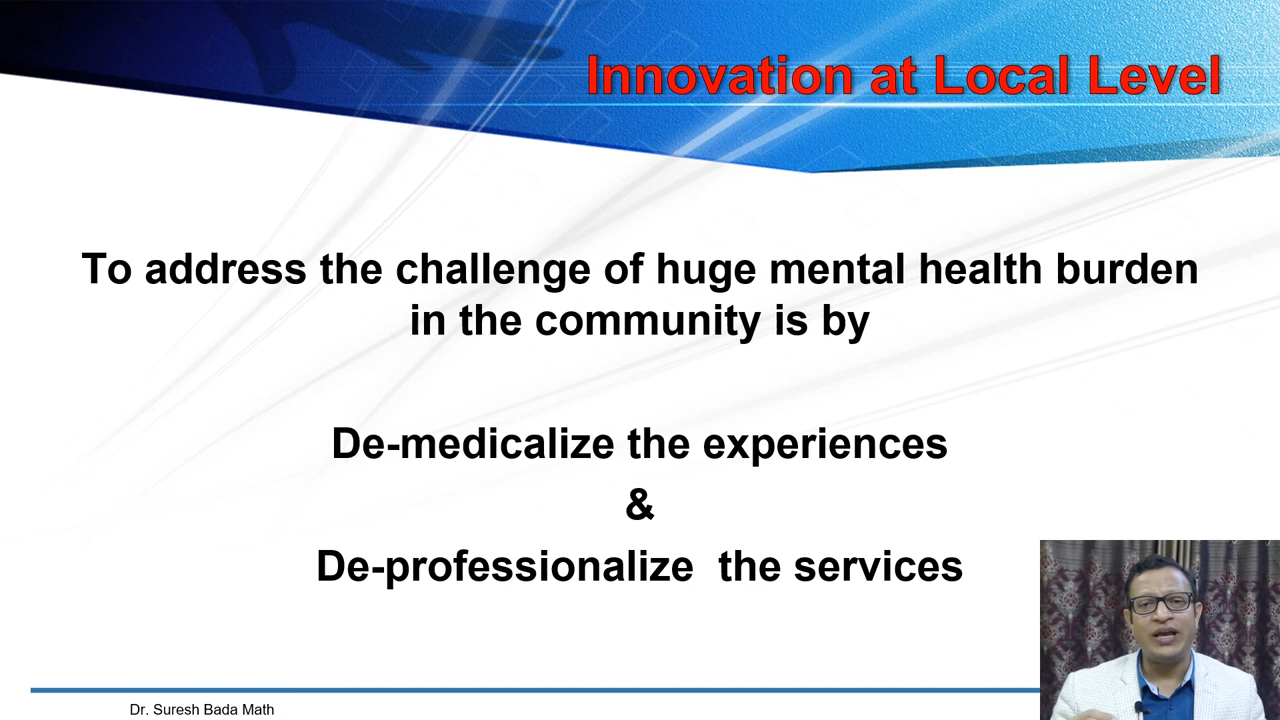 Innovation at Local Level
To address the challenge of huge mental health burden
in the community is by
De-medicalize the experiences
&
De-professionalize the services
Dr. Suresh Bada Math